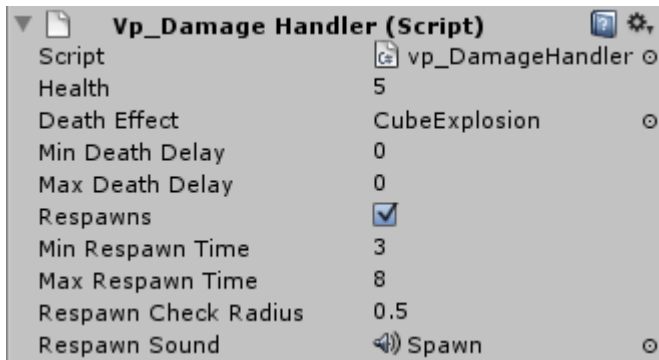 Vp_Damage Handler (Script)
Script vp_DamageHandler
Health 5
Death Effect CubeExplosion
Min Death Delay 0
Max Death Delay 0
Respawns
Min Respawn Time 3
Max Respawn Time 8
Respawn Check Radius 0.5
Respawn Sound Spawn